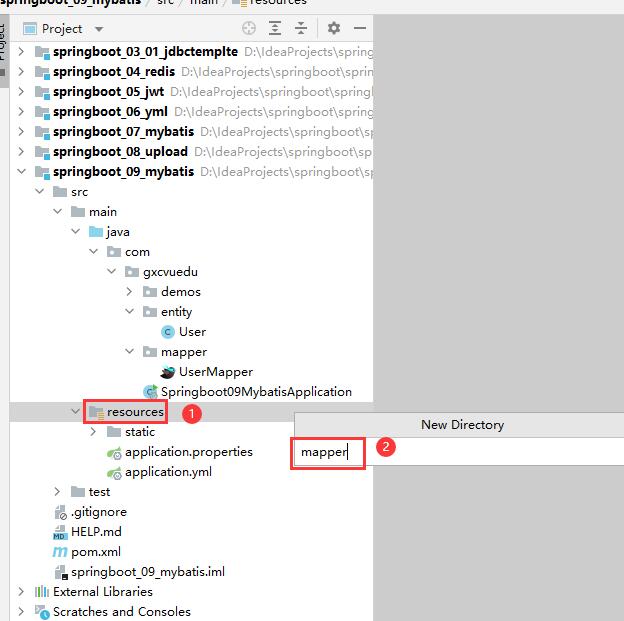 springboot_09_mybatis src main resources
Project
Project
springboot_03_01_jdbctemplte D:\IdeaProjects\spring
springboot_04_redis D:\IdeaProjects\springboot\spring
springboot_05_jwt D:\IdeaProjects\springboot\springb
springboot_06_yml D:\IdeaProjects\springboot\spring
springboot_07_mybatis D:\IdeaProjects\springboot\sp
springboot_08_upload D:\IdeaProjects\springboot\spr
springboot_09_mybatis D:\IdeaProjects\springboot\sp
src
main
java
com
gxcvuedu
demos
entity
User
mapper
UserMapper
Springboot09MybatisApplication
resources 1
New Directory
static
mapper 2
application.properties
application.yml
test
.gitignore
HELP.md
pom.xml
springboot_09_mybatis.iml
External Libraries
Scratches and Consoles